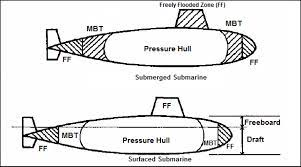 Freely Flooded Zone (FF)
MBT
MBT
Pressure Hull
FF
FF
Submerged Submarine
FF
Freeboard
MBT
Pressure Hull
MBT
FF
Draft
FF
Surfaced Submarine